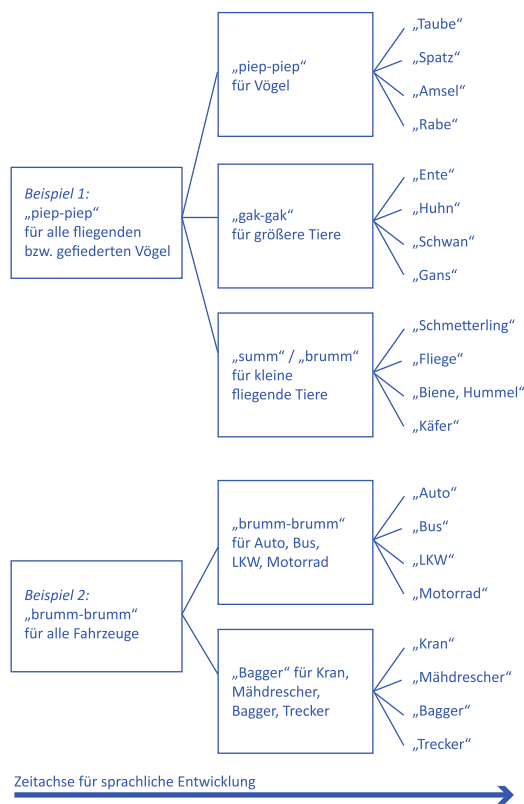 Beispiel 1:
„piep-piep“
für alle fliegenden
bzw. gefiederten Vögel
„piep-piep“
für Vögel
„Taube“
„Spatz“
„Amsel“
„Rabe“
„gak-gak“
für größere Tiere
„Ente“
„Huhn“
„Schwan“
„Gans“
„summ“ / „brumm“
für kleine
fliegende Tiere
„Schmetterling“
„Fliege“
„Biene, Hummel“
„Käfer“
Beispiel 2:
„brumm-brumm“
für alle Fahrzeuge
„brumm-brumm“
für Auto, Bus,
LKW, Motorrad
„Auto“
„Bus“
„LKW“
„Motorrad“
„Bagger“ für Kran,
Mähdrescher,
Bagger, Trecker
„Kran“
„Mähdrescher“
„Bagger“
„Trecker“
Zeitachse für sprachliche Entwicklung